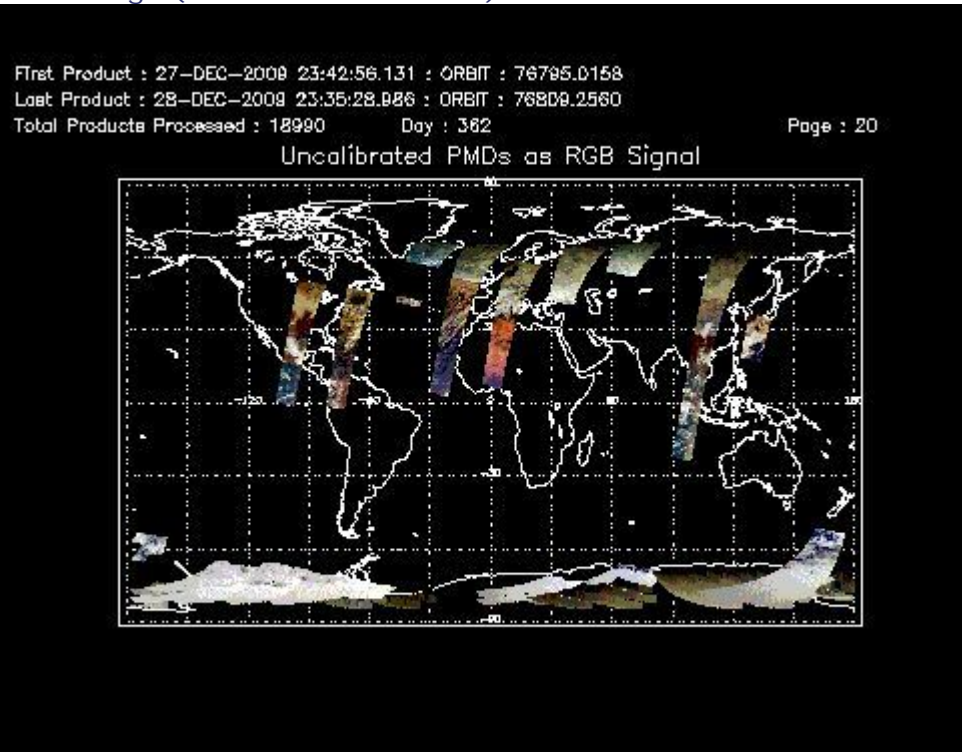 First Product : 27-DEC-2009 23:42:56.131 : ORBIT : 76795.0158
Last Product : 28-DEC-2009 23:35:28.986 : ORBIT : 76809.2560
Total Products Processed : 18990 Day : 362 Page : 20
Uncalibrated PMDs as RGB Signal